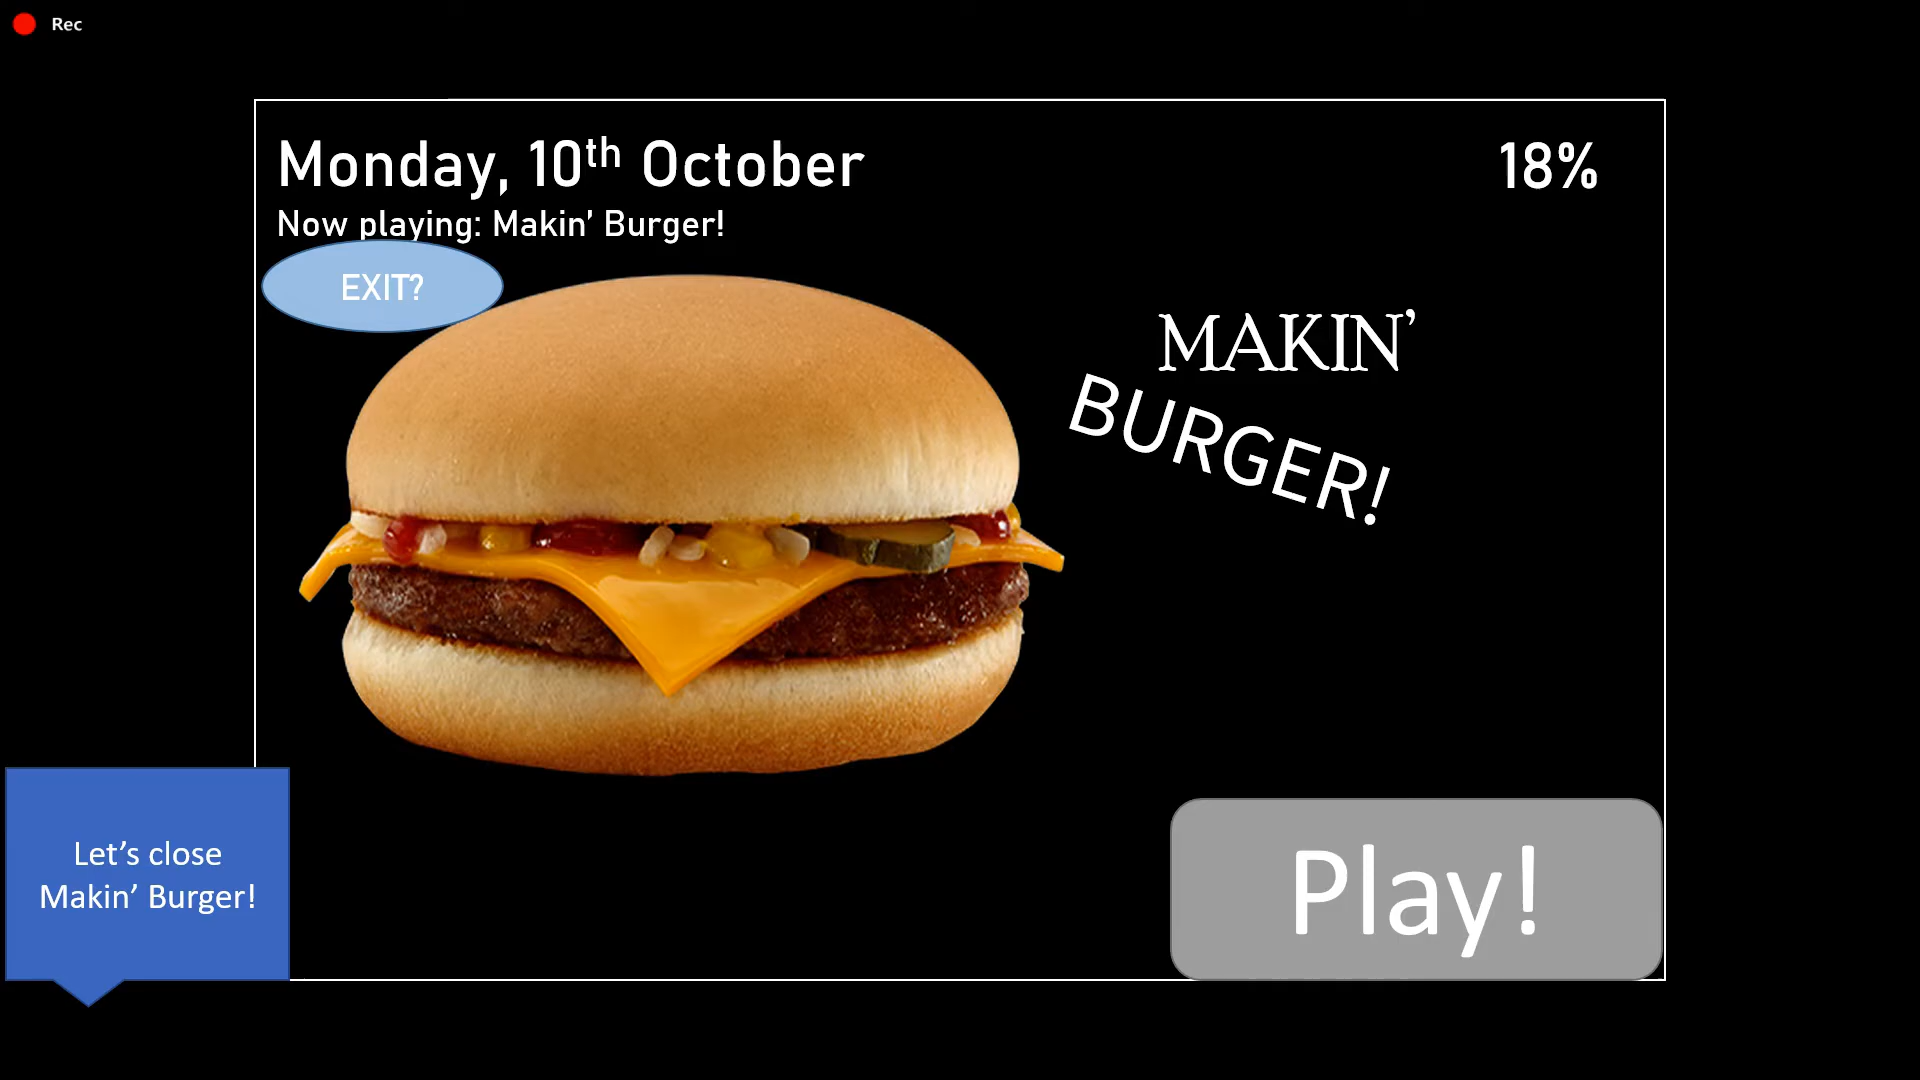 Rec
Monday, 10th October
18%
Now playing: Makin’ Burger!
EXIT?
MAKIN’
BURGER!
Let’s close
Makin’ Burger!
Play!